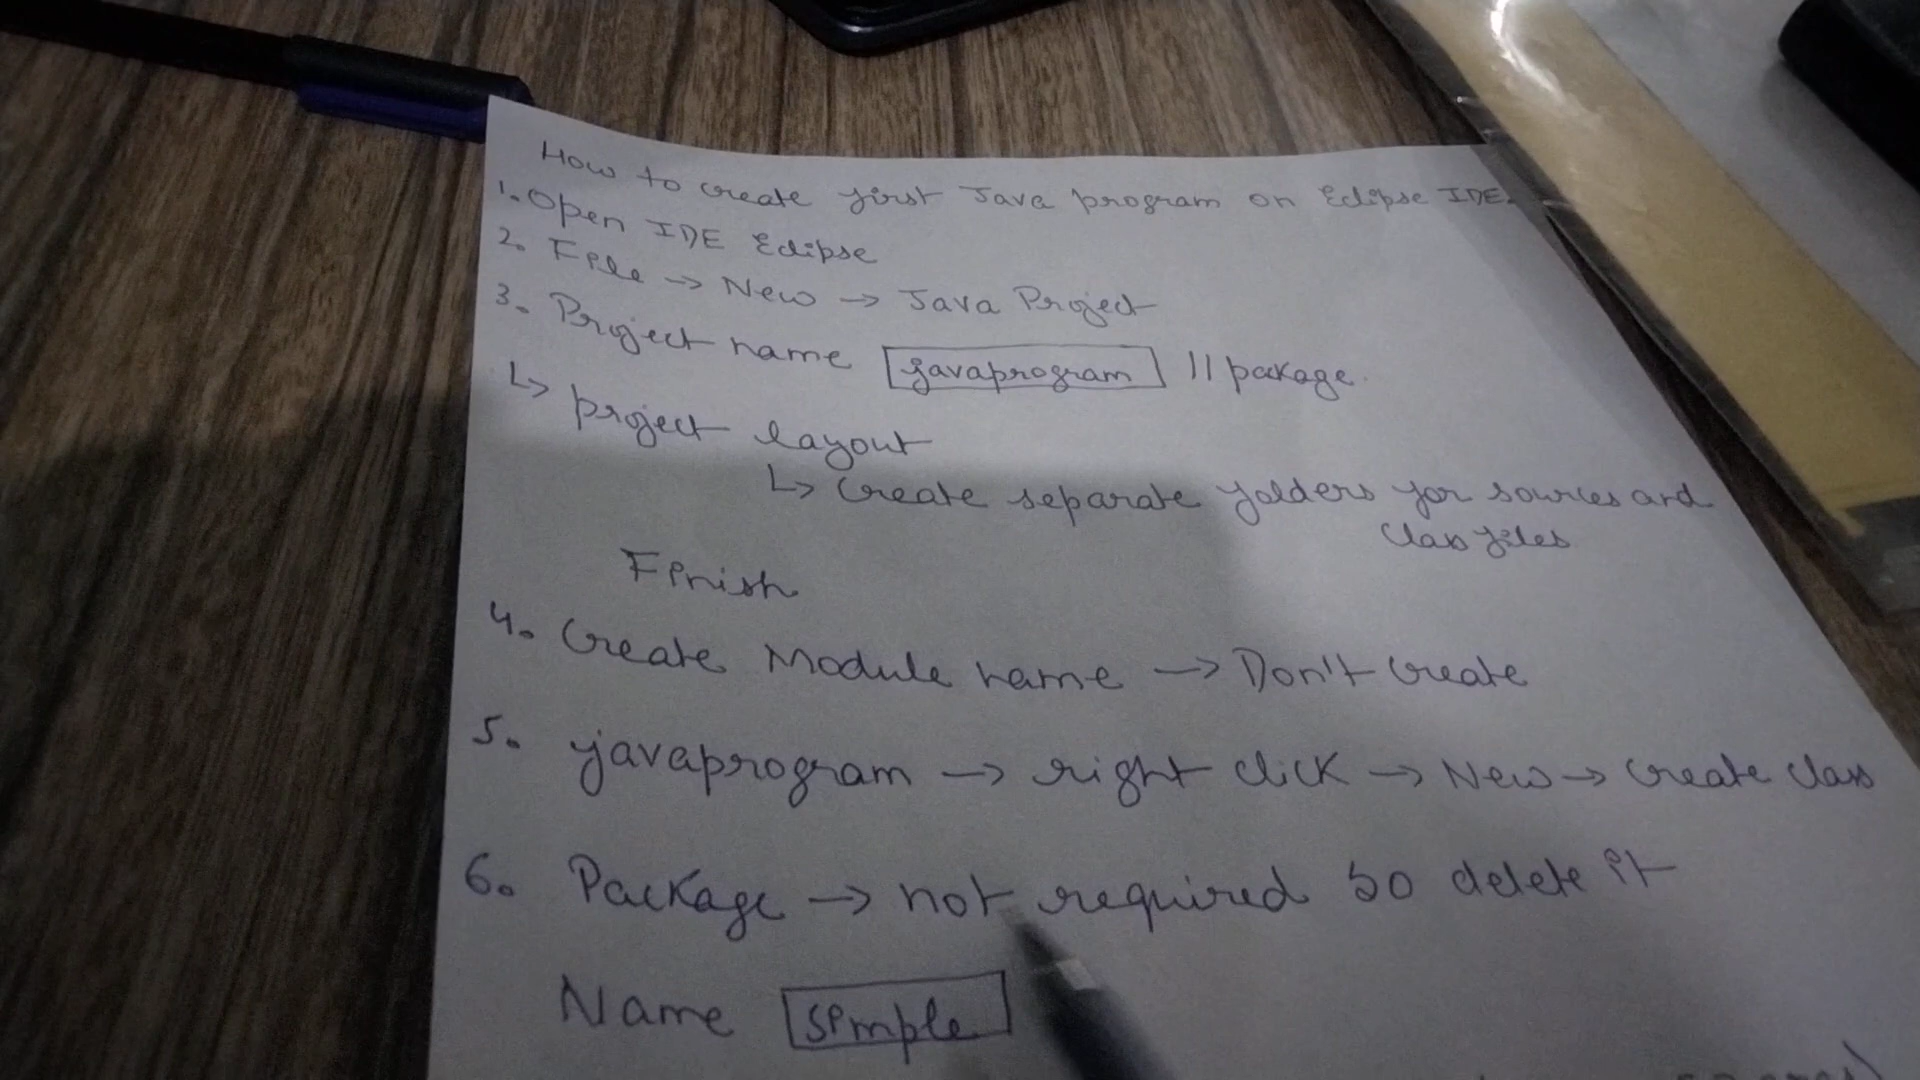 How to create first Java program on Eclipse IDE.
1. Open IDE Eclipse
2. File → New → Java Project
3. Project name javaprogram // package.
↳ project layout
↳ Create separate folders for sources and
class files
Finish
4. Create Module name → Don't Create
5. javaprogram → right click → New → Create class
6. Package → not required so delete it
Name simple